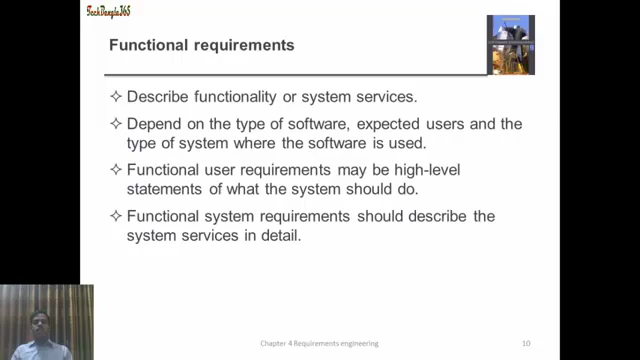 TechBangla365
Functional requirements
✧ Describe functionality or system services.
✧ Depend on the type of software, expected users and the
type of system where the software is used.
✧ Functional user requirements may be high-level
statements of what the system should do.
✧ Functional system requirements should describe the
system services in detail.
Chapter 4 Requirements engineering
10